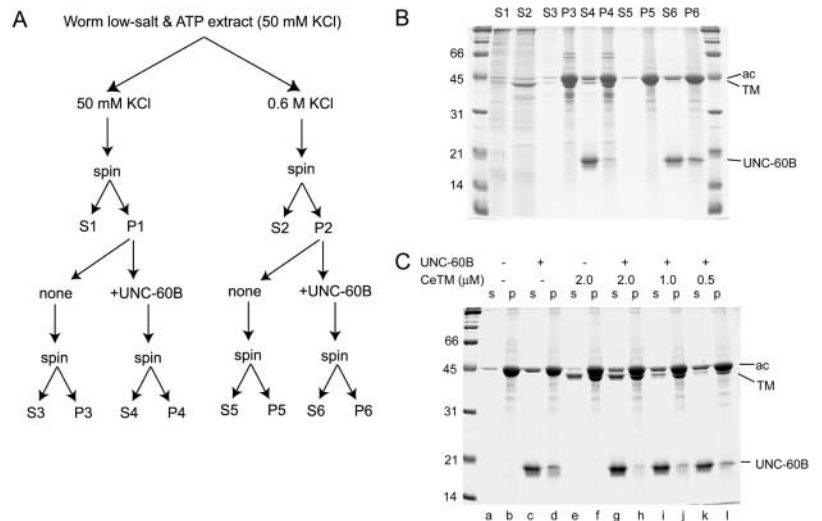 A
Worm low-salt & ATP extract (50 mM KCl)
50 mM KCl 0.6 M KCl
spin spin
S1 P1 S2 P2
none +UNC-60B none +UNC-60B
spin spin spin spin
S3 P3 S4 P4 S5 P5 S6 P6
B
S1 S2 S3 P3 S4 P4 S5 P5 S6 P6
66
45
31
21
14
ac
TM
UNC-60B
C
UNC-60B - + - + + +
CeTM (μM) - - 2.0 2.0 1.0 0.5
s p s p s p s p s p s p
66
45
31
21
14
ac
TM
UNC-60B
a b c d e f g h i j k l